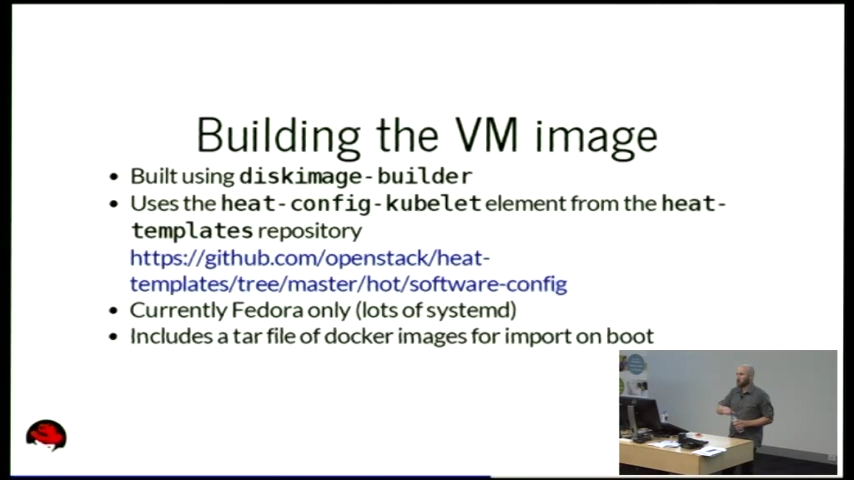 Building the VM image
• Built using diskimage-builder
• Uses the heat-config-kubelet element from the heat-
templates repository
https://github.com/openstack/heat-
templates/tree/master/hot/software-config
• Currently Fedora only (lots of systemd)
• Includes a tar file of docker images for import on boot